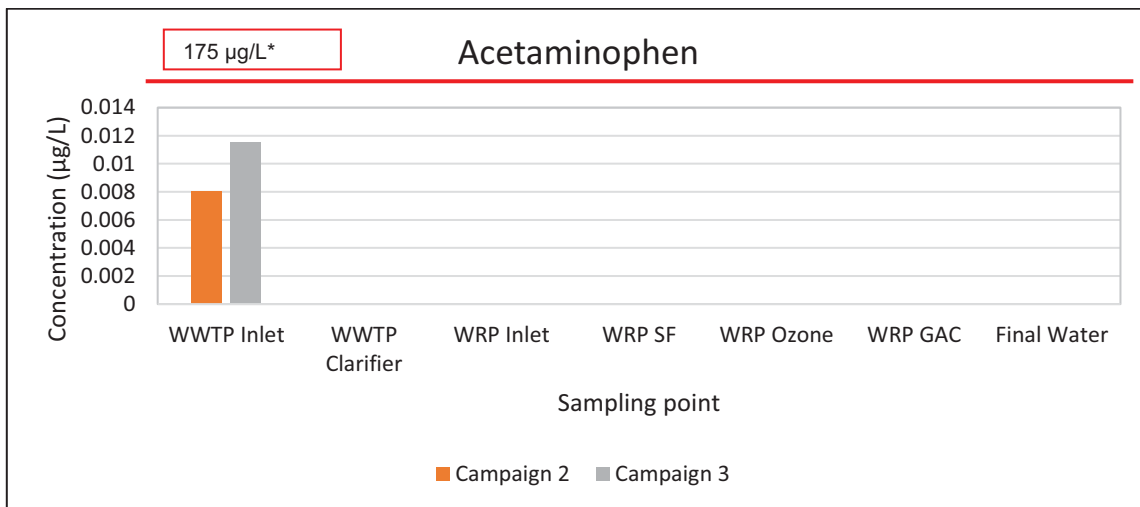 175 µg/L*
Acetaminophen
Concentration (µg/L)
0.014
0.012
0.01
0.008
0.006
0.004
0.002
0
WWTP Inlet
WWTP
Clarifier
WRP Inlet
WRP SF
WRP Ozone
WRP GAC
Final Water
Sampling point
Campaign 2
Campaign 3